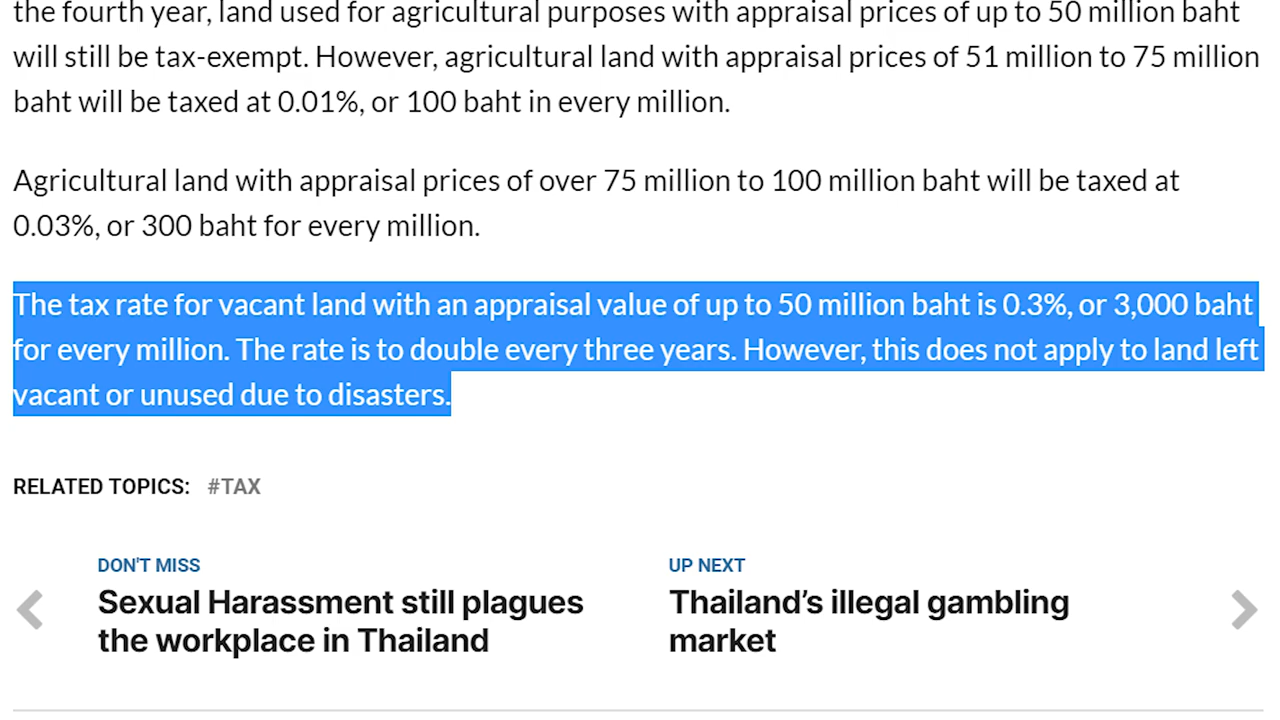 the fourth year, land used for agricultural purposes with appraisal prices of up to 50 million baht
will still be tax-exempt. However, agricultural land with appraisal prices of 51 million to 75 million
baht will be taxed at 0.01%, or 100 baht in every million.
Agricultural land with appraisal prices of over 75 million to 100 million baht will be taxed at
0.03%, or 300 baht for every million.
The tax rate for vacant land with an appraisal value of up to 50 million baht is 0.3%, or 3,000 baht
for every million. The rate is to double every three years. However, this does not apply to land left
vacant or unused due to disasters.
RELATED TOPICS: #TAX
DON'T MISS
Sexual Harassment still plagues
the workplace in Thailand
UP NEXT
Thailand’s illegal gambling
market